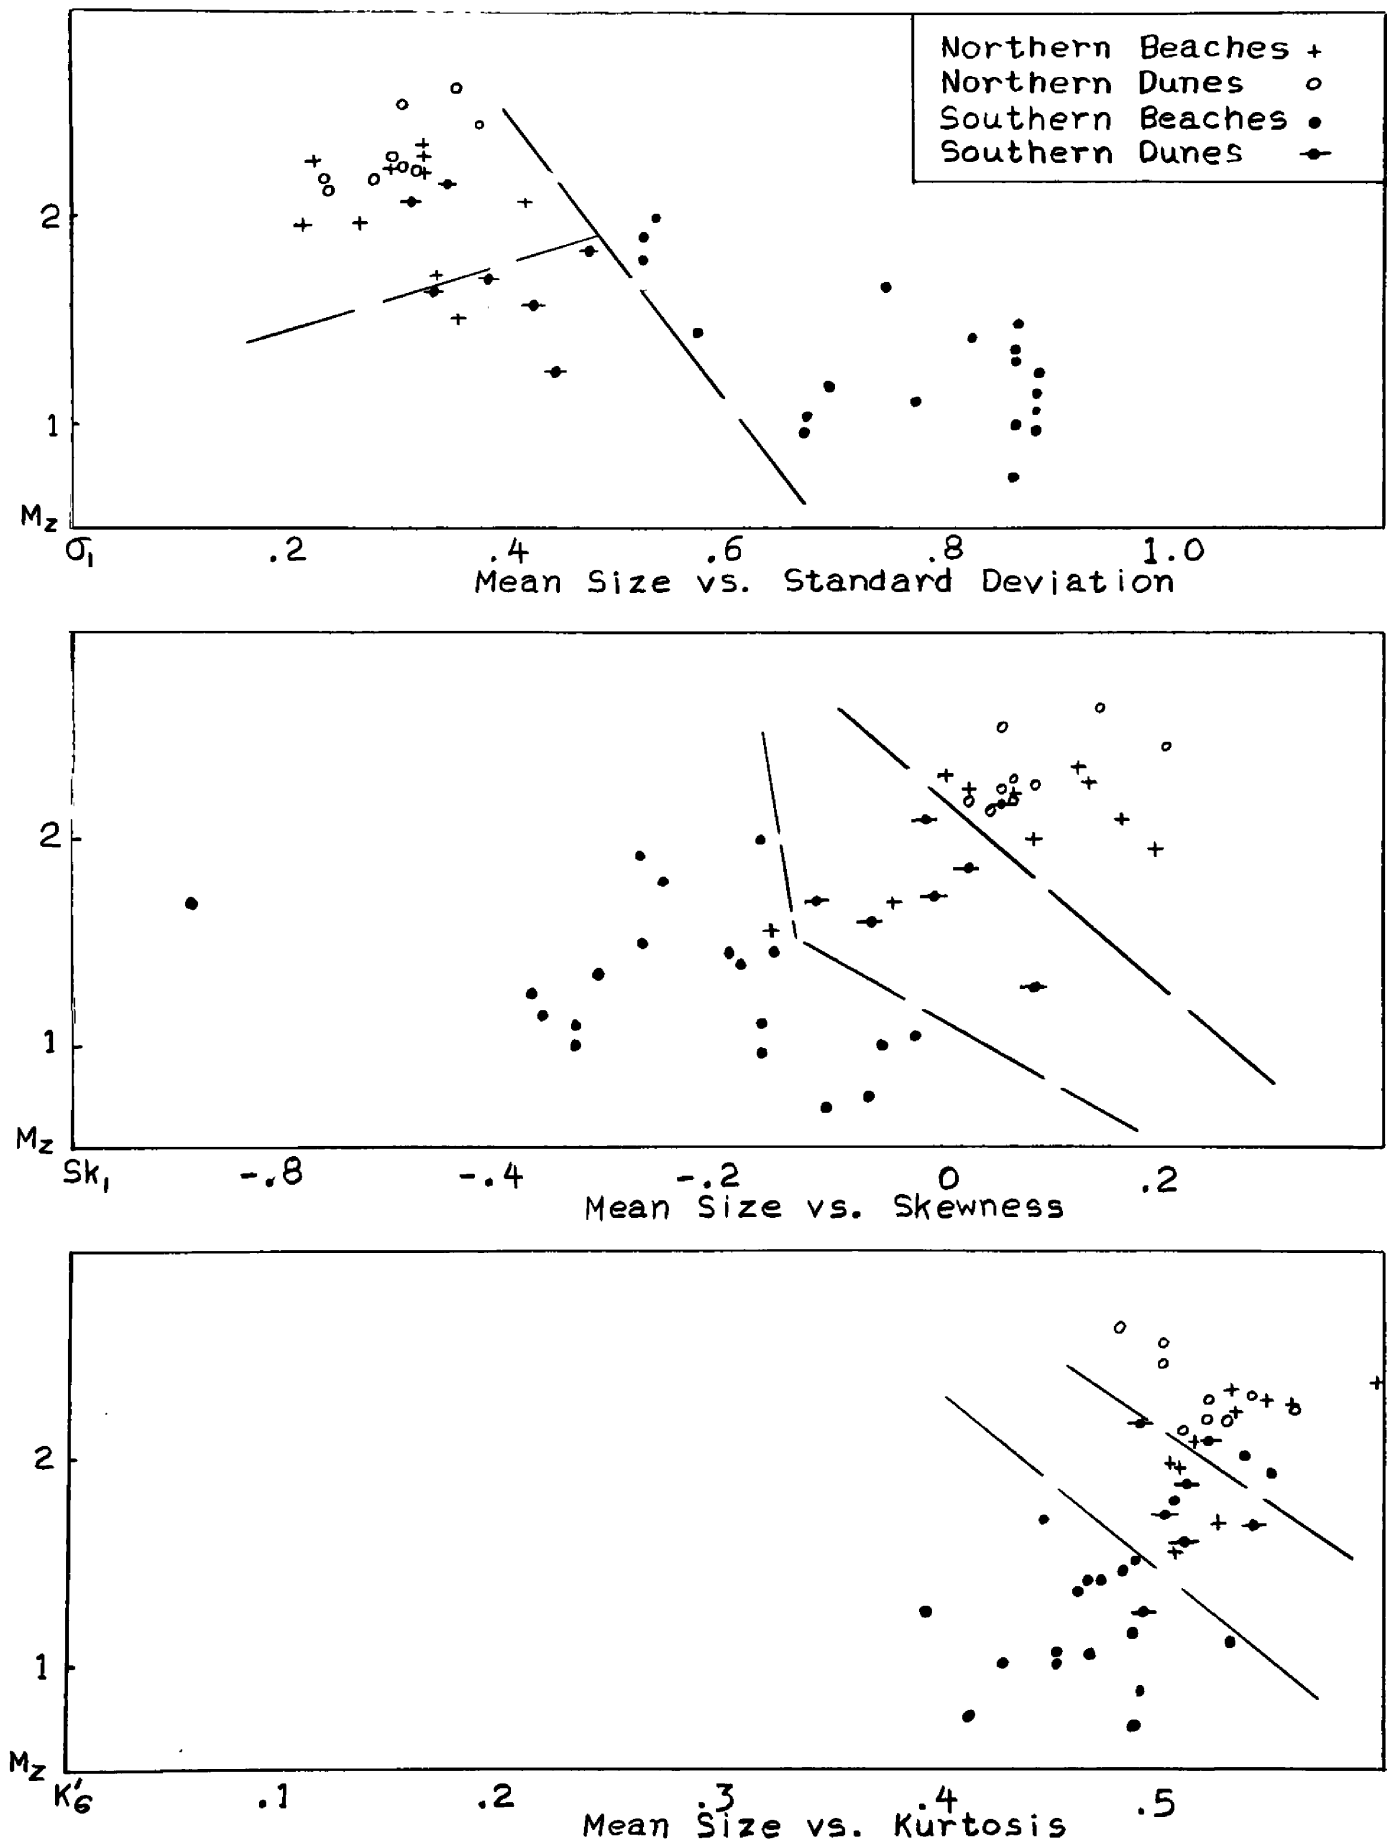 Northern Beaches +
Northern Dunes o
Southern Beaches •
Southern Dunes
2
1
Mz
σ₁ .2 .4 .6 .8 1.0
Mean Size vs. Standard Deviation
2
1
Mz
Sk₁ -.8 -.4 -.2 0 .2
Mean Size vs. Skewness
2
1
Mz
K'G .1 .2 .3 .4 .5
Mean Size vs. Kurtosis